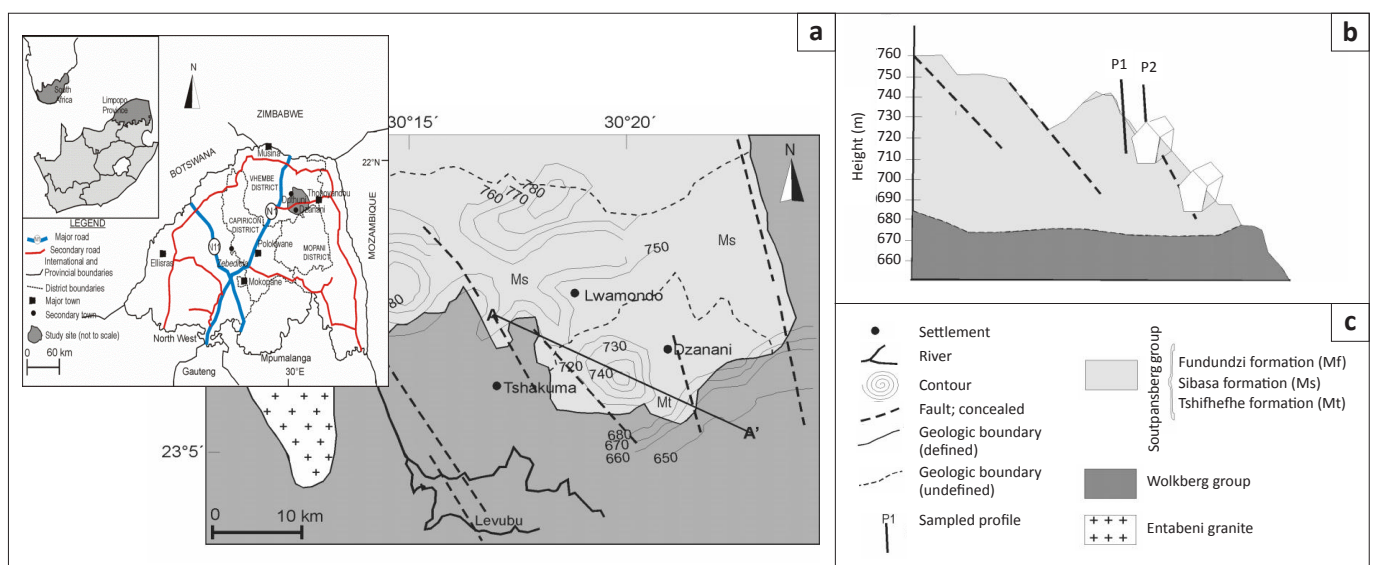 a
N
South
Africa
Limpopo
Province
ZIMBABWE
BOTSWANA
Musina
22°N
VHEMBE
DISTRICT
Thohoyandou
Dzanani
N1
CAPIRICON
DISTRICT
MOZAMBIQUE
LEGEND
Major road
Secondary road
International and
Provincial boundaries
District boundaries
Major town
Secondary town
Study site (not to scale)
0 60 km
N11
Pololokwane
MOPANI
DISTRICT
Ellisras
Zebediela
Mokopane
North West
Mpumalanga
Gauteng
30°E
30°15′
30°20′
N
780
770
760
750
Ms
Ms
80
Lwamondo
A
730
Dzanani
720
740
Tshakuma
Mt
A'
680
670
660
650
23°5′
0 10 km
Levubu
b
P1 P2
Height (m)
760
750
740
730
720
710
700
690
680
670
660
c
Settlement
River
Contour
Fault; concealed
Geologic boundary
(defined)
Geologic boundary
(undefined)
P1
Sampled profile
Soutpansberg group
Fundundzi formation (Mf)
Sibasa formation (Ms)
Tshifhefhe formation (Mt)
Wolkberg group
Entabeni granite